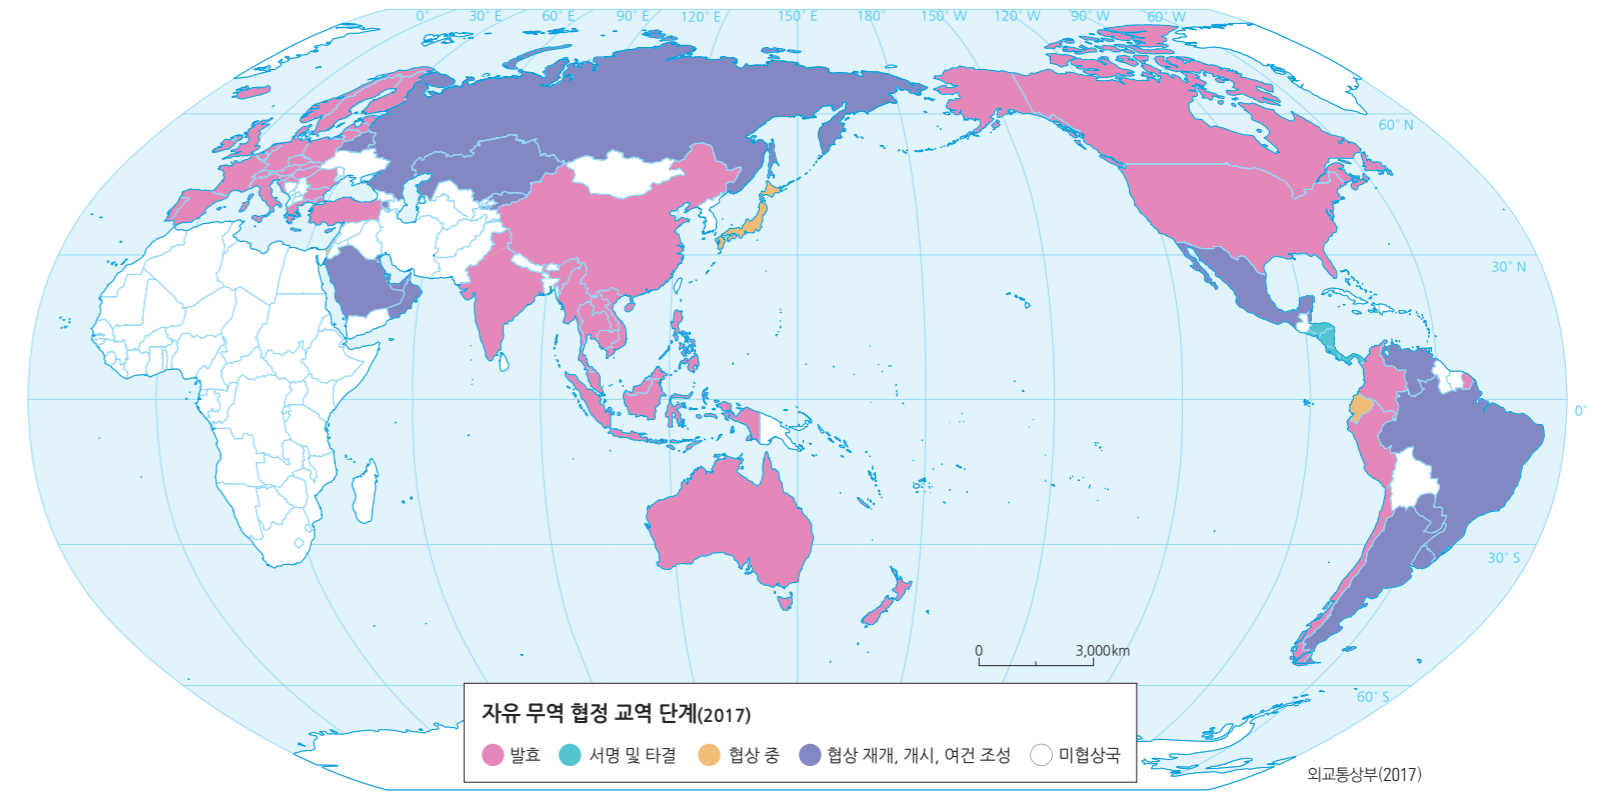 0° 30° E 60° E 90° E 120° E 150° E 180° 150° W 120° W 90° W 60° W
60° N
30° N
0°
30° S
60° S
0 3,000km
자유 무역 협정 교역 단계(2017)
발효 서명 및 타결 협상 중 협상 재개, 개시, 여건 조성 미협상국
외교통상부(2017)